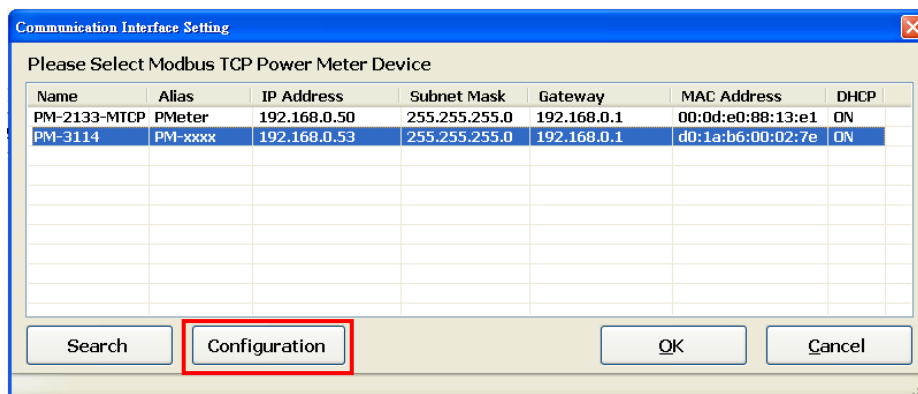 Communication Interface Setting
Please Select Modbus TCP Power Meter Device
Name Alias IP Address Subnet Mask Gateway MAC Address DHCP
PM-2133-MTCP PMeter 192.168.0.50 255.255.255.0 192.168.0.1 00:0d:e0:88:13:e1 ON
PM-3114 PM-xxxx 192.168.0.53 255.255.255.0 192.168.0.1 d0:1a:b6:00:02:7e ON
Search Configuration OK Cancel